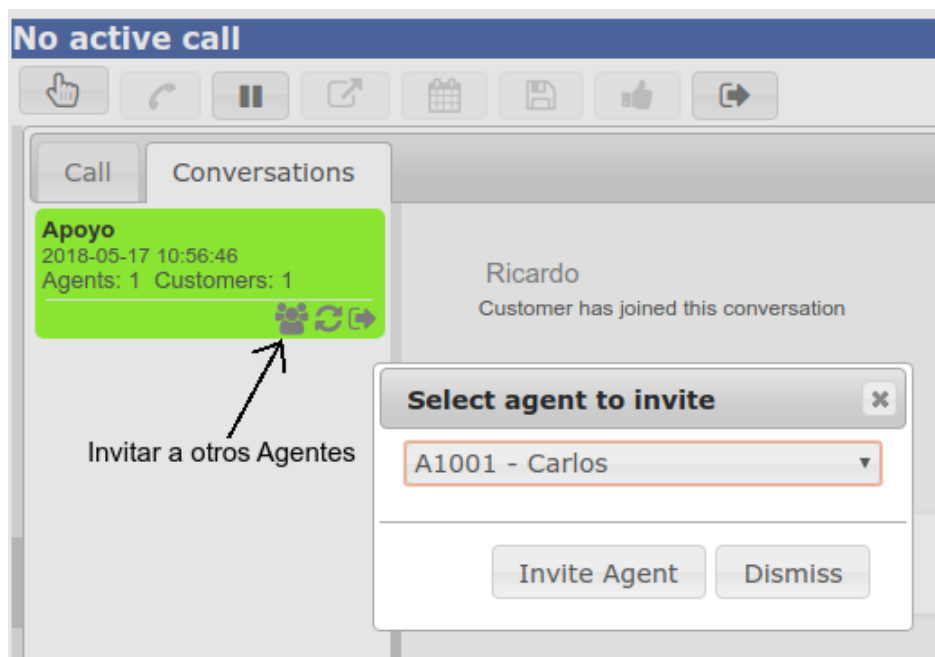 No active call
Call
Conversations
Apoyo
2018-05-17 10:56:46
Agents: 1 Customers: 1
Ricardo
Customer has joined this conversation
Invitar a otros Agentes
Select agent to invite
A1001 - Carlos
Invite Agent
Dismiss